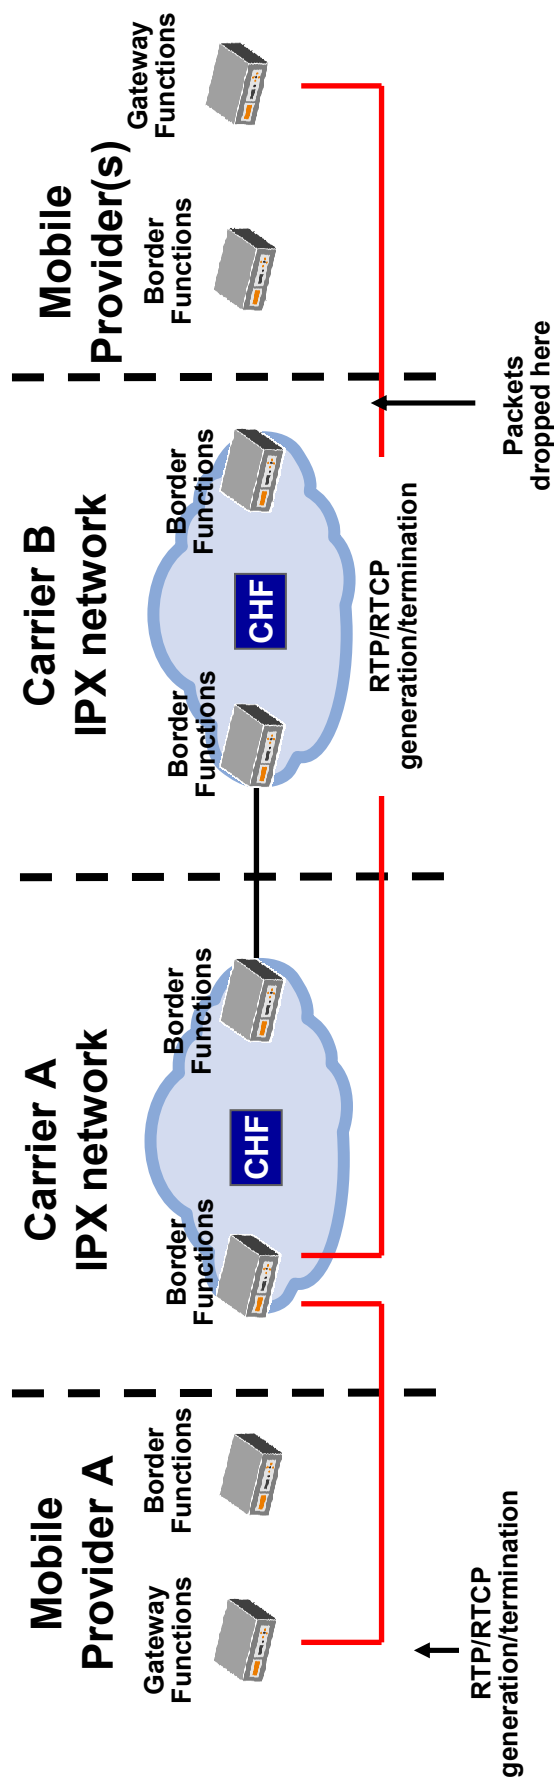 Mobile
Provider A
Carrier A
IPX network
Carrier B
IPX network
Mobile
Provider(s)
Gateway
Functions
Border
Functions
Border
Functions
CHF
Border
Functions
Border
Functions
CHF
Border
Functions
Border
Functions
Gateway
Functions
RTP/RTCP
generation/termination
RTP/RTCP
generation/termination
Packets
dropped here